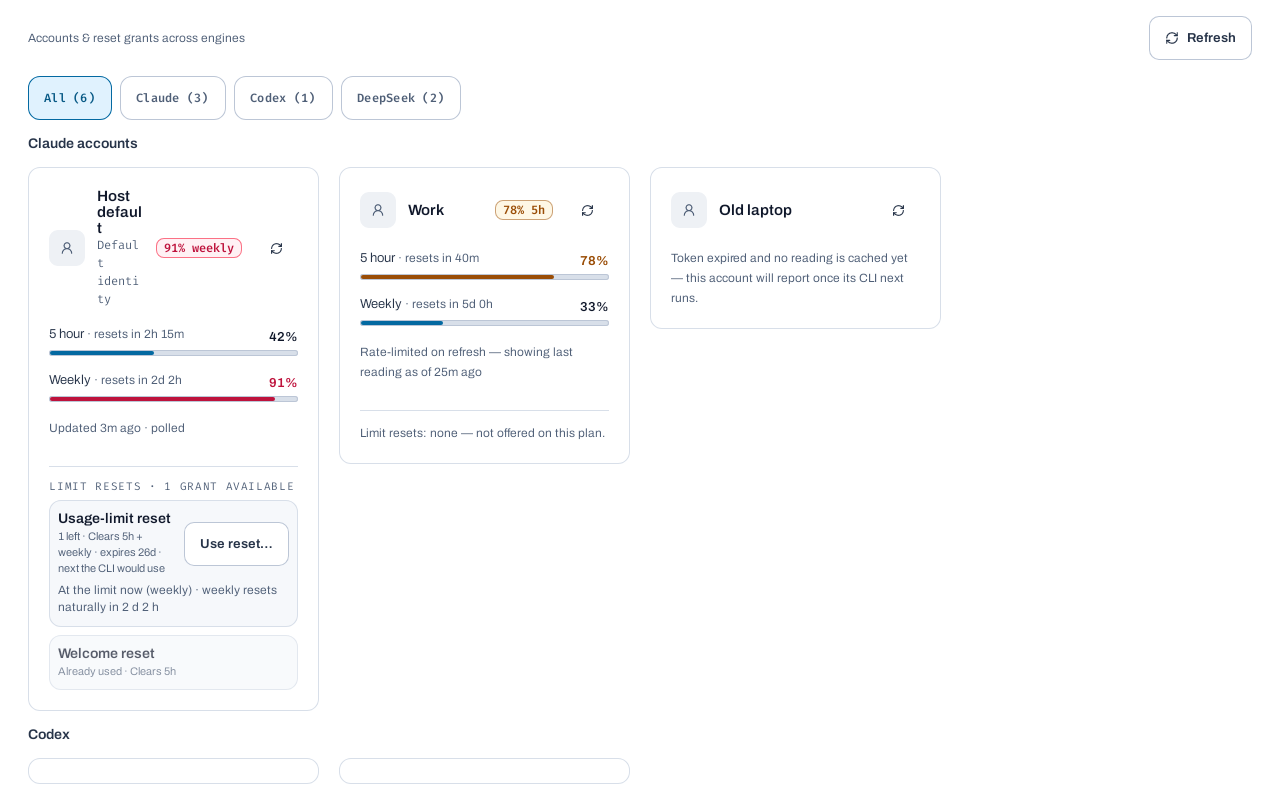 Accounts & reset grants across engines
Refresh
All (6)
Claude (3)
Codex (1)
DeepSeek (2)
Claude accounts
Host
defaul
t
Defaul
t
identi
ty
91% weekly
5 hour · resets in 2h 15m
42%
Weekly · resets in 2d 2h
91%
Updated 3m ago · polled
LIMIT RESETS · 1 GRANT AVAILABLE
Usage-limit reset
1 left · Clears 5h +
weekly · expires 26d ·
next the CLI would use
Use reset...
At the limit now (weekly) · weekly resets
naturally in 2 d 2 h
Welcome reset
Already used · Clears 5h
Work
78% 5h
5 hour · resets in 40m
78%
Weekly · resets in 5d 0h
33%
Rate-limited on refresh — showing last
reading as of 25m ago
Limit resets: none — not offered on this plan.
Old laptop
Token expired and no reading is cached yet
— this account will report once its CLI next
runs.
Codex